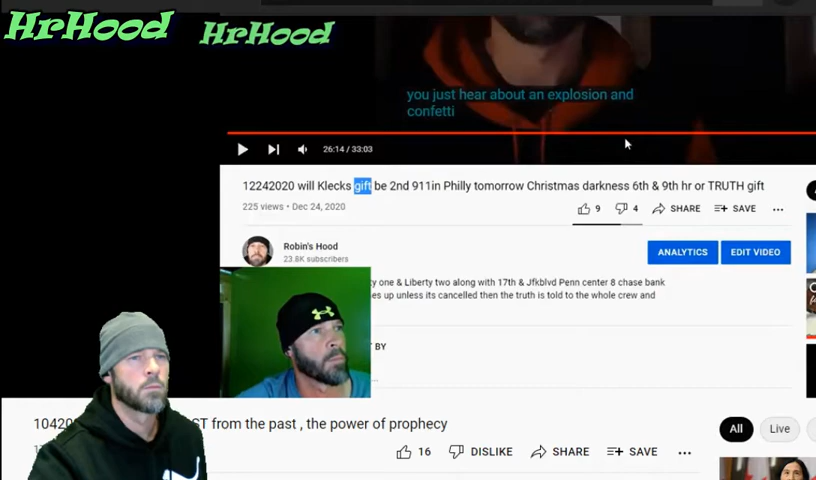 HrHood HrHood
you just hear about an explosion and
confetti
26:14 / 33:03
12242020 will Klecks gift be 2nd 911in Philly tomorrow Christmas darkness 6th & 9th hr or TRUTH gift
225 views • Dec 24, 2020
9 4 SHARE SAVE
Robin's Hood
23.8K subscribers
ANALYTICS EDIT VIDEO
one & Liberty two along with 17th & Jfkblvd Penn center 8 chase bank
up unless its cancelled then the truth is told to the whole crew and
BY
from the past , the power of prophecy
All Live
16 DISLIKE SHARE SAVE